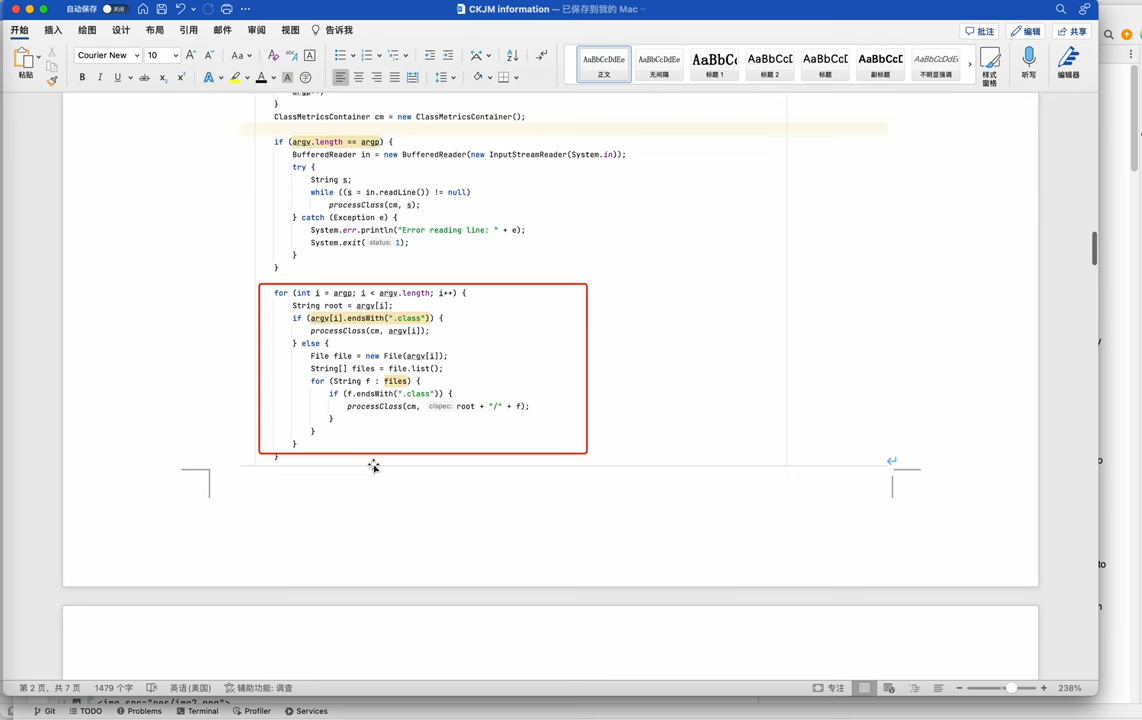 自动保存 关闭
CKJM information — 已保存到我的 Mac
开始 插入 绘图 设计 布局 引用 邮件 审阅 视图 告诉我
批注 编辑 共享
粘贴
Courier New 10
AaBbCcDdEe AaBbCcDdEe AaBbCc AaBbCcD AaBbCcD AaBbCcD AaBbCcDdE
正文 无间隔 标题 1 标题 2 标题 副标题 不明显强调
样式
窗格
听写
编辑器
}
ClassMetricsContainer cm = new ClassMetricsContainer();
if (argv.length == argp) {
BufferedReader in = new BufferedReader(new InputStreamReader(System.in));
try {
String s;
while ((s = in.readLine()) != null)
processClass(cm, s);
} catch (Exception e) {
System.err.println("Error reading line: " + e);
System.exit( status: 1);
}
}
for (int i = argp; i < argv.length; i++) {
String root = argv[i];
if (argv[i].endsWith(".class")) {
processClass(cm, argv[i]);
} else {
File file = new File(argv[i]);
String[] files = file.list();
for (String f : files) {
if (f.endsWith(".class")) {
processClass(cm, clspec: root + "/" + f);
}
}
}
}
第 2 页，共 7 页 1479 个字 英语(美国) 辅助功能: 调查
专注 238%
Git TODO Problems Terminal Profiler Services